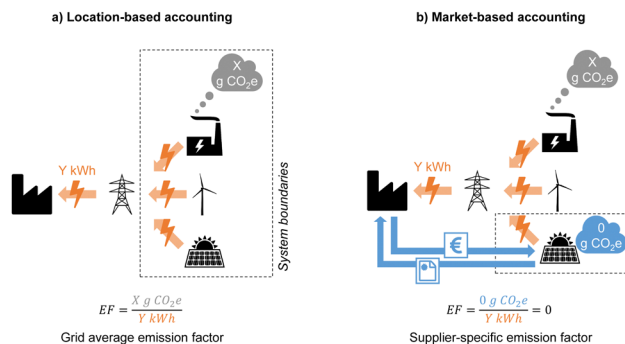 a) Location-based accounting
X
g CO₂e
Y kWh
System boundaries
EF = X g CO₂e / Y kWh
Grid average emission factor
b) Market-based accounting
X
g CO₂e
Y kWh
0
g CO₂e
€
EF = 0 g CO₂e / Y kWh = 0
Supplier-specific emission factor